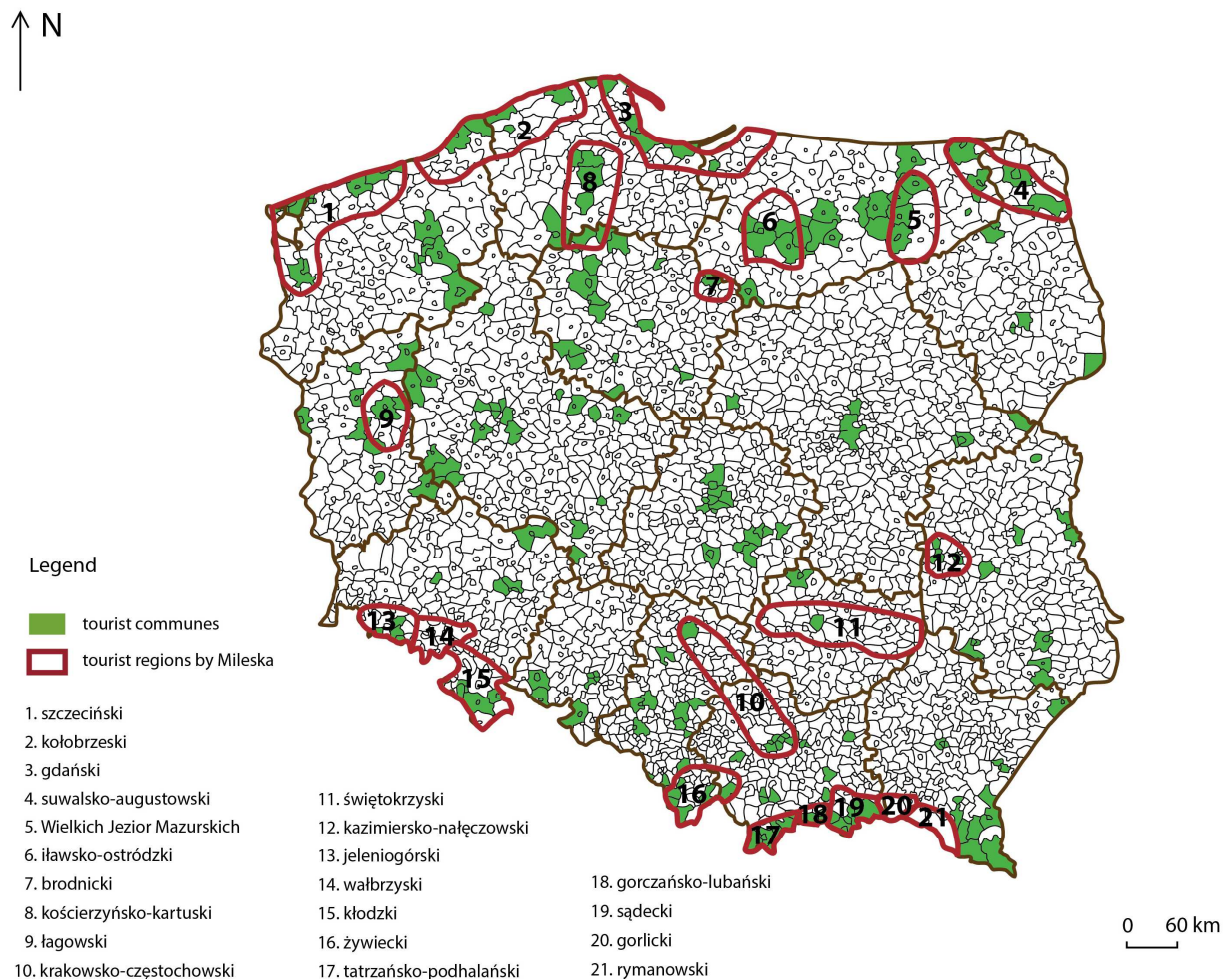 N
1
2
3
4
5
6
7
8
9
10
11
12
13
14
15
16
17
18
19
20
21
Legend
tourist communes
tourist regions by Mileska
1. szczeciński
2. kołobrzeski
3. gdański
4. suwalsko-augustowski
5. Wielkich Jezior Mazurskich
6. iławsko-ostródzki
7. brodnicki
8. kościerzyńsko-kartuski
9. łagowski
10. krakowsko-częstochowski
11. świętokrzyski
12. kazimiersko-nałęczowski
13. jeleniogórski
14. wałbrzyski
15. kłodzki
16. żywiecki
17. tatrzańsko-podhalański
18. gorczańsko-lubański
19. sądecki
20. gorlicki
21. rymanowski
0 60 km